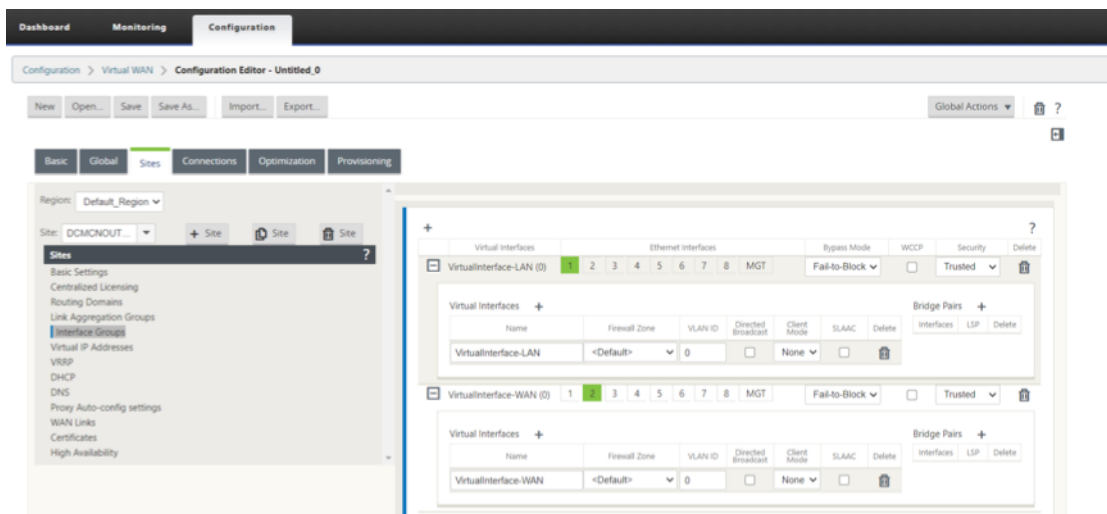 Dashboard Monitoring Configuration
Configuration > Virtual WAN > Configuration Editor - Untitled_0
New Open... Save Save As... Import... Export... Global Actions ?
Basic Global Sites Connections Optimization Provisioning
Region: Default_Region
Site: DCMCNOUT... + Site Site Site
Sites ?
Basic Settings
Centralized Licensing
Routing Domains
Link Aggregation Groups
Interface Groups
Virtual IP Addresses
VRRP
DHCP
DNS
Proxy Auto-config settings
WAN Links
Certificates
High Availability
+ ?
Virtual Interfaces Ethernet Interfaces Bypass Mode WCCP Security Delete
VirtualInterface-LAN (0) 1 2 3 4 5 6 7 8 MGT Fail-to-Block Trusted
Virtual Interfaces + Bridge Pairs +
Name Firewall Zone VLAN ID Directed Broadcast Client Mode SLAAC Delete Interfaces LSP Delete
VirtualInterface-LAN <Default> 0 None
VirtualInterface-WAN (0) 1 2 3 4 5 6 7 8 MGT Fail-to-Block Trusted
Virtual Interfaces + Bridge Pairs +
Name Firewall Zone VLAN ID Directed Broadcast Client Mode SLAAC Delete Interfaces LSP Delete
VirtualInterface-WAN <Default> 0 None